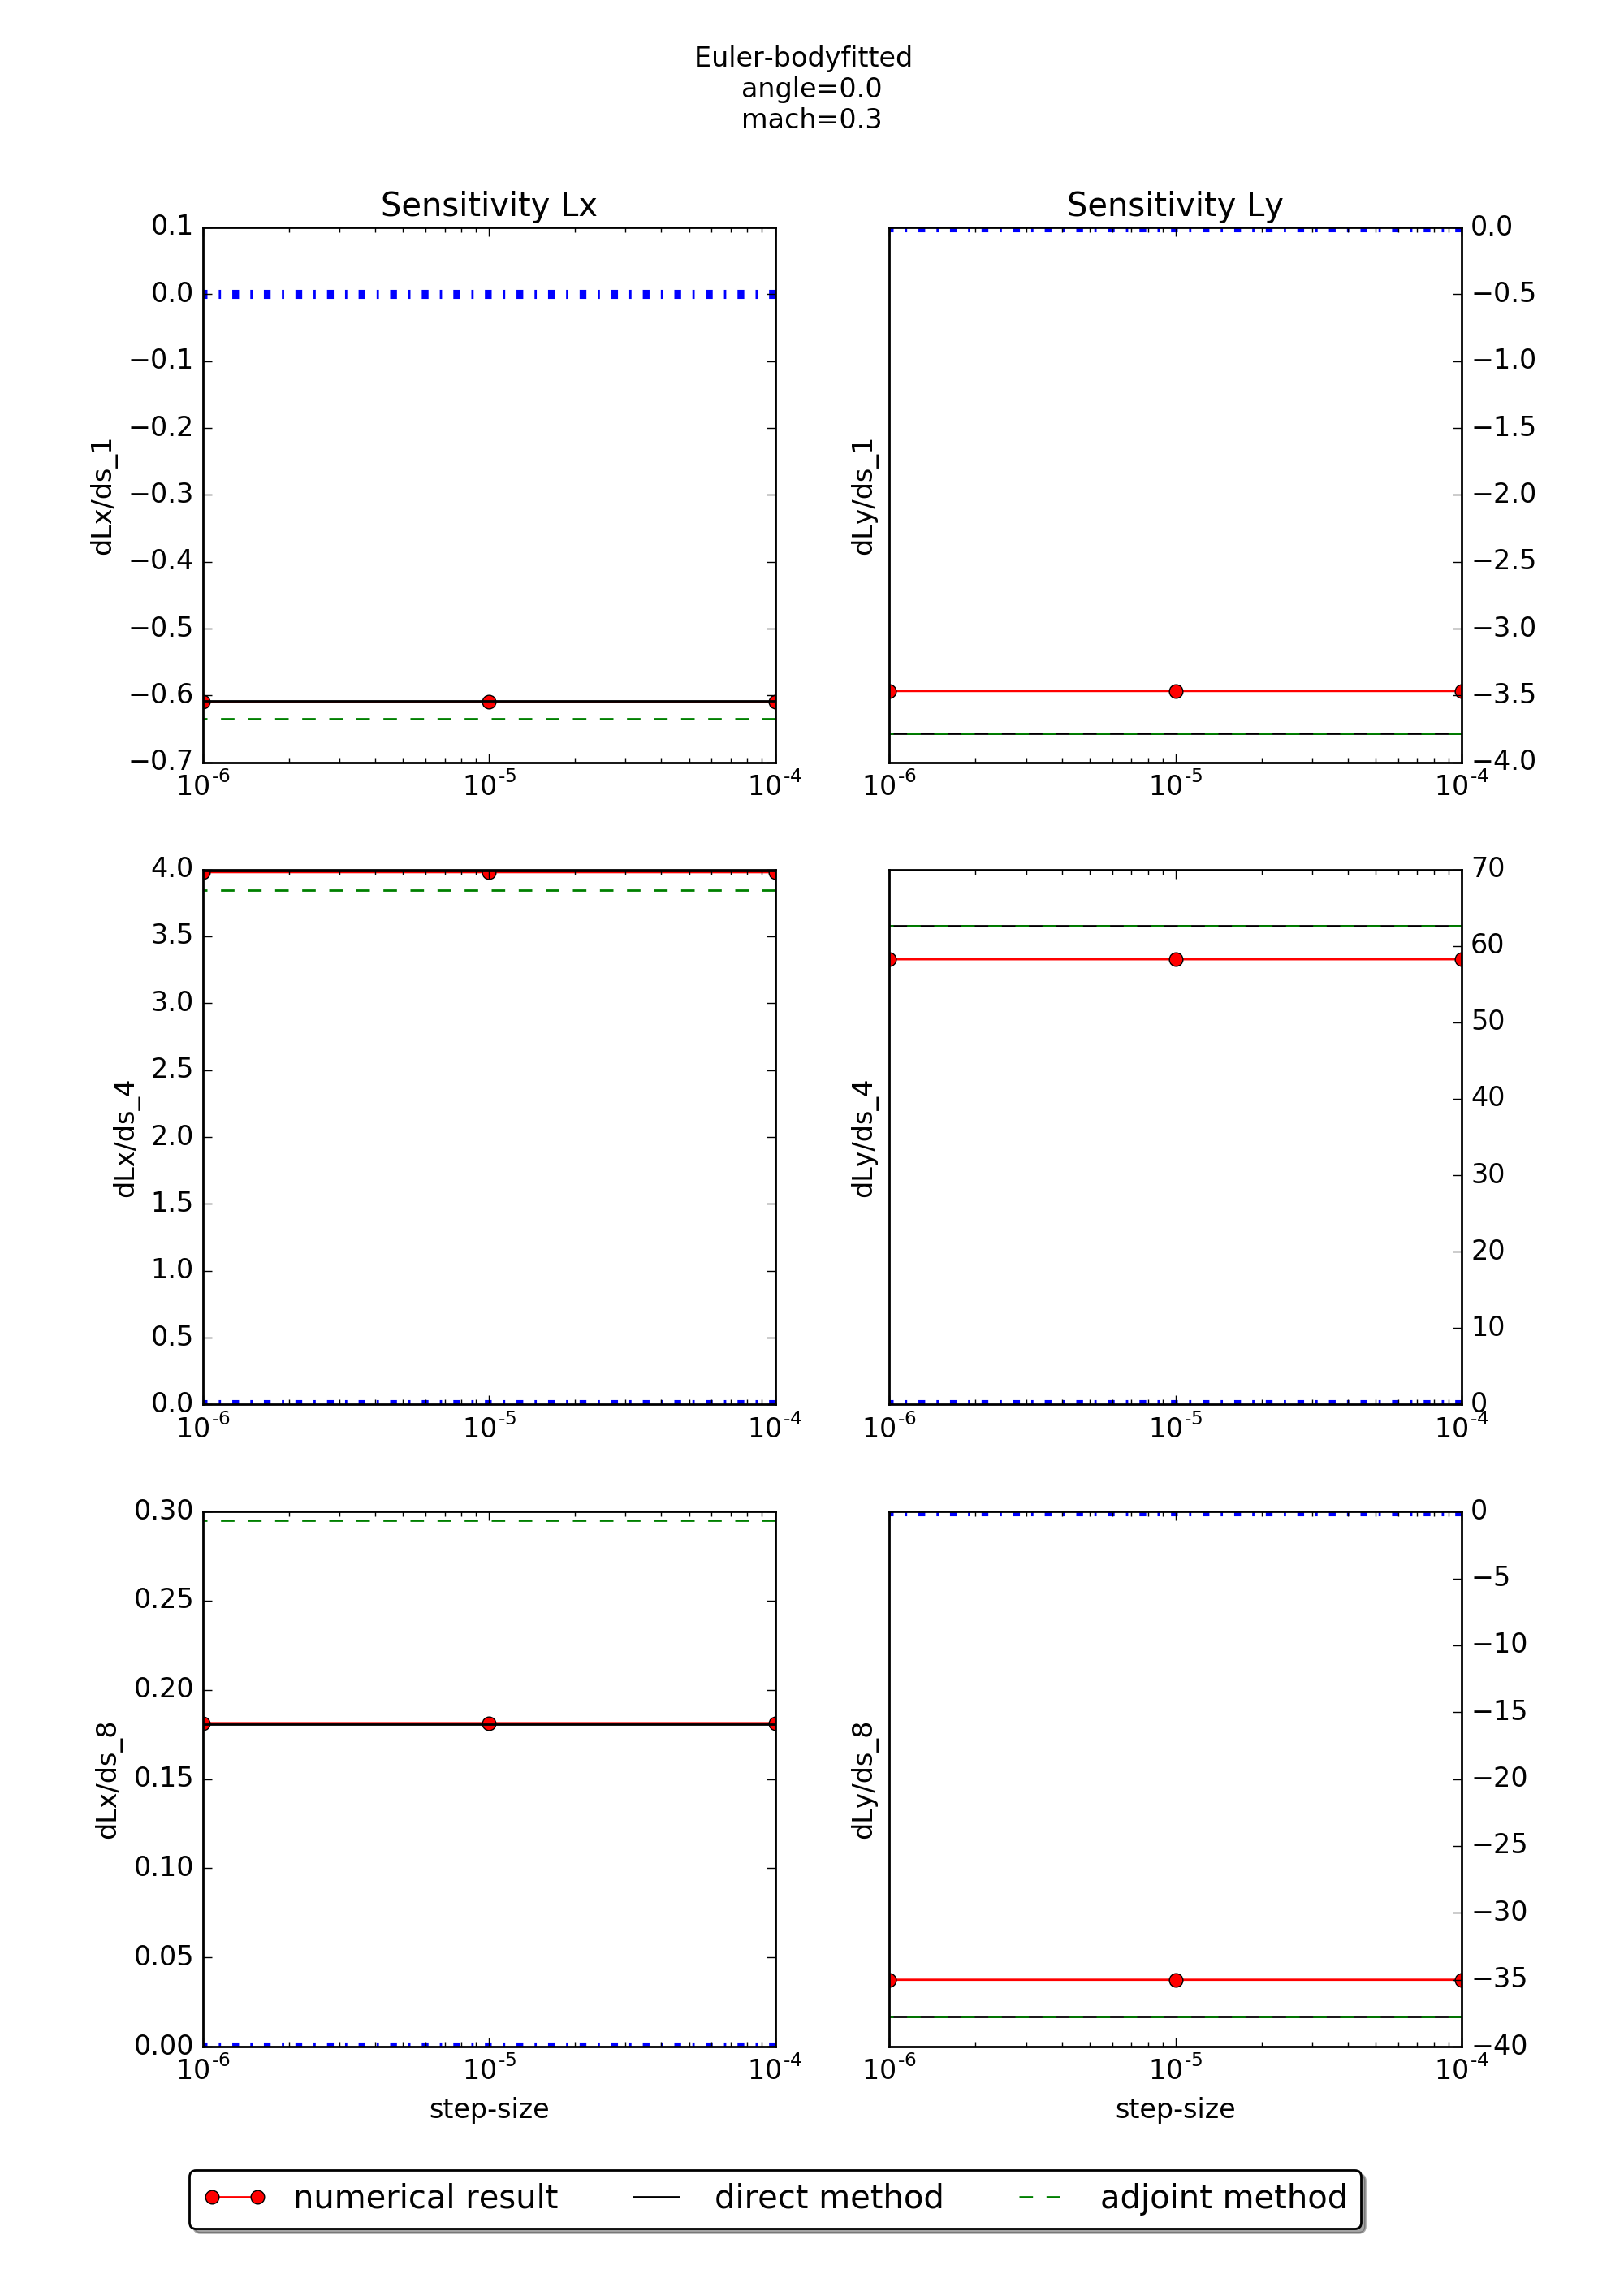 Euler-bodyfitted
angle=0.0
mach=0.3
Sensitivity Lx
0.1
0.0
−0.1
−0.2
−0.3
−0.4
−0.5
−0.6
−0.7
dLx/ds_1
10^-6 10^-5 10^-4
Sensitivity Ly
0.0
−0.5
−1.0
−1.5
−2.0
−2.5
−3.0
−3.5
−4.0
dLy/ds_1
10^-6 10^-5 10^-4
4.0
3.5
3.0
2.5
2.0
1.5
1.0
0.5
0.0
dLx/ds_4
10^-6 10^-5 10^-4
70
60
50
40
30
20
10
0
dLy/ds_4
10^-6 10^-5 10^-4
0.30
0.25
0.20
0.15
0.10
0.05
0.00
dLx/ds_8
10^-6 10^-5 10^-4
step-size
0
−5
−10
−15
−20
−25
−30
−35
−40
dLy/ds_8
10^-6 10^-5 10^-4
step-size
numerical result direct method adjoint method